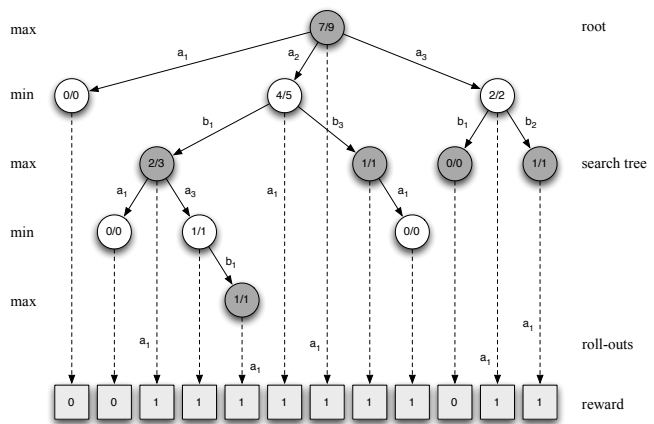 max 7/9 root
a1 a2 a3
min 0/0 4/5 2/2
b1 b3 b1 b2
max 2/3 1/1 0/0 1/1 search tree
a1 a3 a1 a1
min 0/0 1/1 0/0
b1
max 1/1
a1
a1 a1 a1 roll-outs
a1
0 0 1 1 1 1 1 1 1 0 1 1 reward